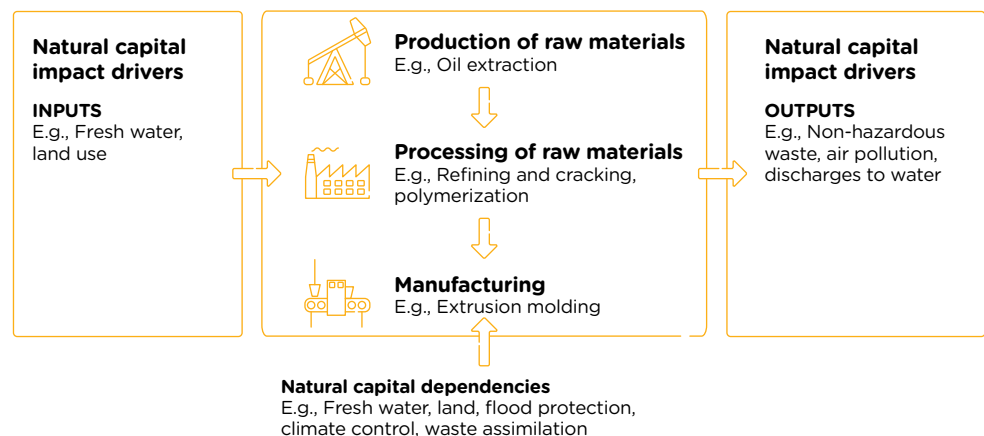 Natural capital
impact drivers
INPUTS
E.g., Fresh water,
land use
Production of raw materials
E.g., Oil extraction
Processing of raw materials
E.g., Refining and cracking,
polymerization
Manufacturing
E.g., Extrusion molding
Natural capital
impact drivers
OUTPUTS
E.g., Non-hazardous
waste, air pollution,
discharges to water
Natural capital dependencies
E.g., Fresh water, land, flood protection,
climate control, waste assimilation